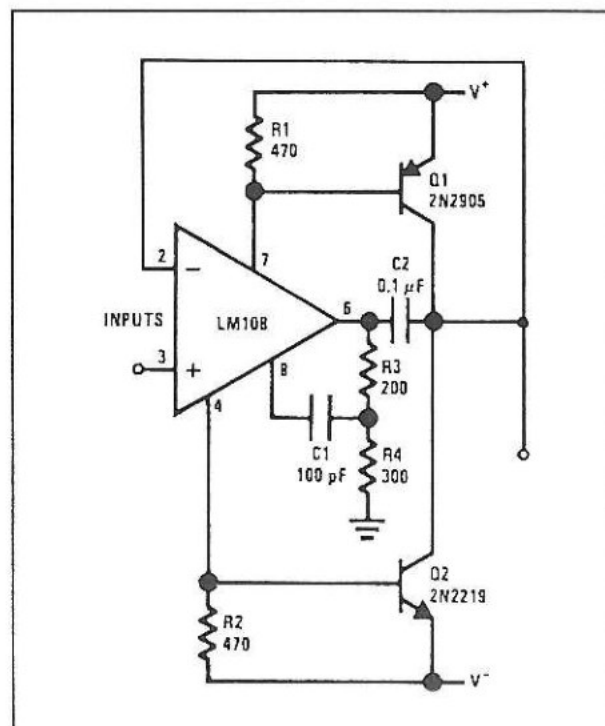 V+
R1
470
Q1
2N2905
2
7
C2
0.1 µF
6
INPUTS
LM108
3
8
R3
200
4
C1
100 pF
R4
300
Q2
2N2219
R2
470
V-